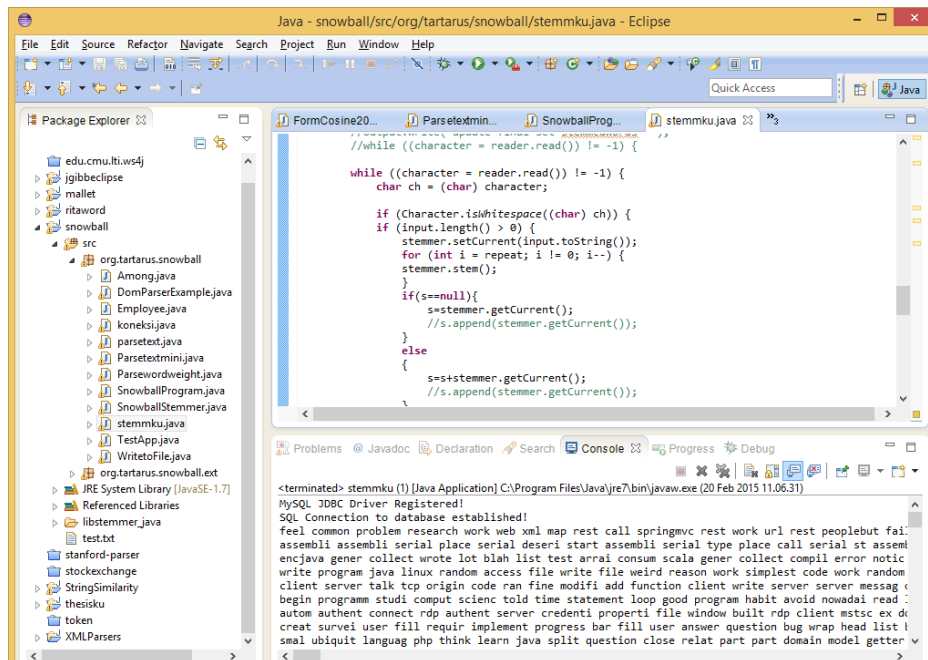 Java - snowball/src/org/tartarus/snowball/stemmku.java - Eclipse
File Edit Source Refactor Navigate Search Project Run Window Help
Quick Access
Java
Package Explorer
edu.cmu.lti.ws4j
jgibbeclipse
mallet
ritaword
snowball
src
org.tartarus.snowball
Among.java
DomParserExample.java
Employee.java
koneksi.java
parsetext.java
Parsetextmini.java
Parsewordweight.java
SnowballProgram.java
SnowballStemmer.java
stemmku.java
TestApp.java
WritetoFile.java
org.tartarus.snowball.ext
JRE System Library [JavaSE-1.7]
Referenced Libraries
libstemmer_java
test.txt
stanford-parser
stockexchange
StringSimilarity
thesisku
token
XMLParsers
FormCosine20... Parsetextmin... SnowballProg... stemmku.java »3
//while ((character = reader.read()) != -1) {
while ((character = reader.read()) != -1) {
char ch = (char) character;
if (Character.isWhitespace((char) ch)) {
if (input.length() > 0) {
stemmer.setCurrent(input.toString());
for (int i = repeat; i != 0; i--) {
stemmer.stem();
}
if(s==null){
s=stemmer.getCurrent();
//s.append(stemmer.getCurrent());
}
else
{
s=s+stemmer.getCurrent();
//s.append(stemmer.getCurrent());
}
Problems @ Javadoc Declaration Search Console Progress Debug
<terminated> stemmku (1) [Java Application] C:\Program Files\Java\jre7\bin\javaw.exe (20 Feb 2015 11.06.31)
MySQL JDBC Driver Registered!
SQL Connection to database established!
feel common problem research work web xml map rest call springmvc rest work url rest peoplebut fail
assembli assembli serial place serial deseri start assembli serial type place call serial st assembl
encjava gener collect wrote lot blah list test arrai consum scala gener collect compil error notic
write program java linux random access file write file weird reason work simplest code work random
client server talk tcp origin code ran fine modifi add function client write server server messag
begin programm studi comput scienc told time statement loop good program habit avoid nowadai read
autom authent connect rdp authent server credenti properti file window built rdp client mstsc ex
creat survei user fill requir implement progress bar fill user answer question bug wrap head list
smal ubiquit languag php think learn java split question close relat part part domain model getter